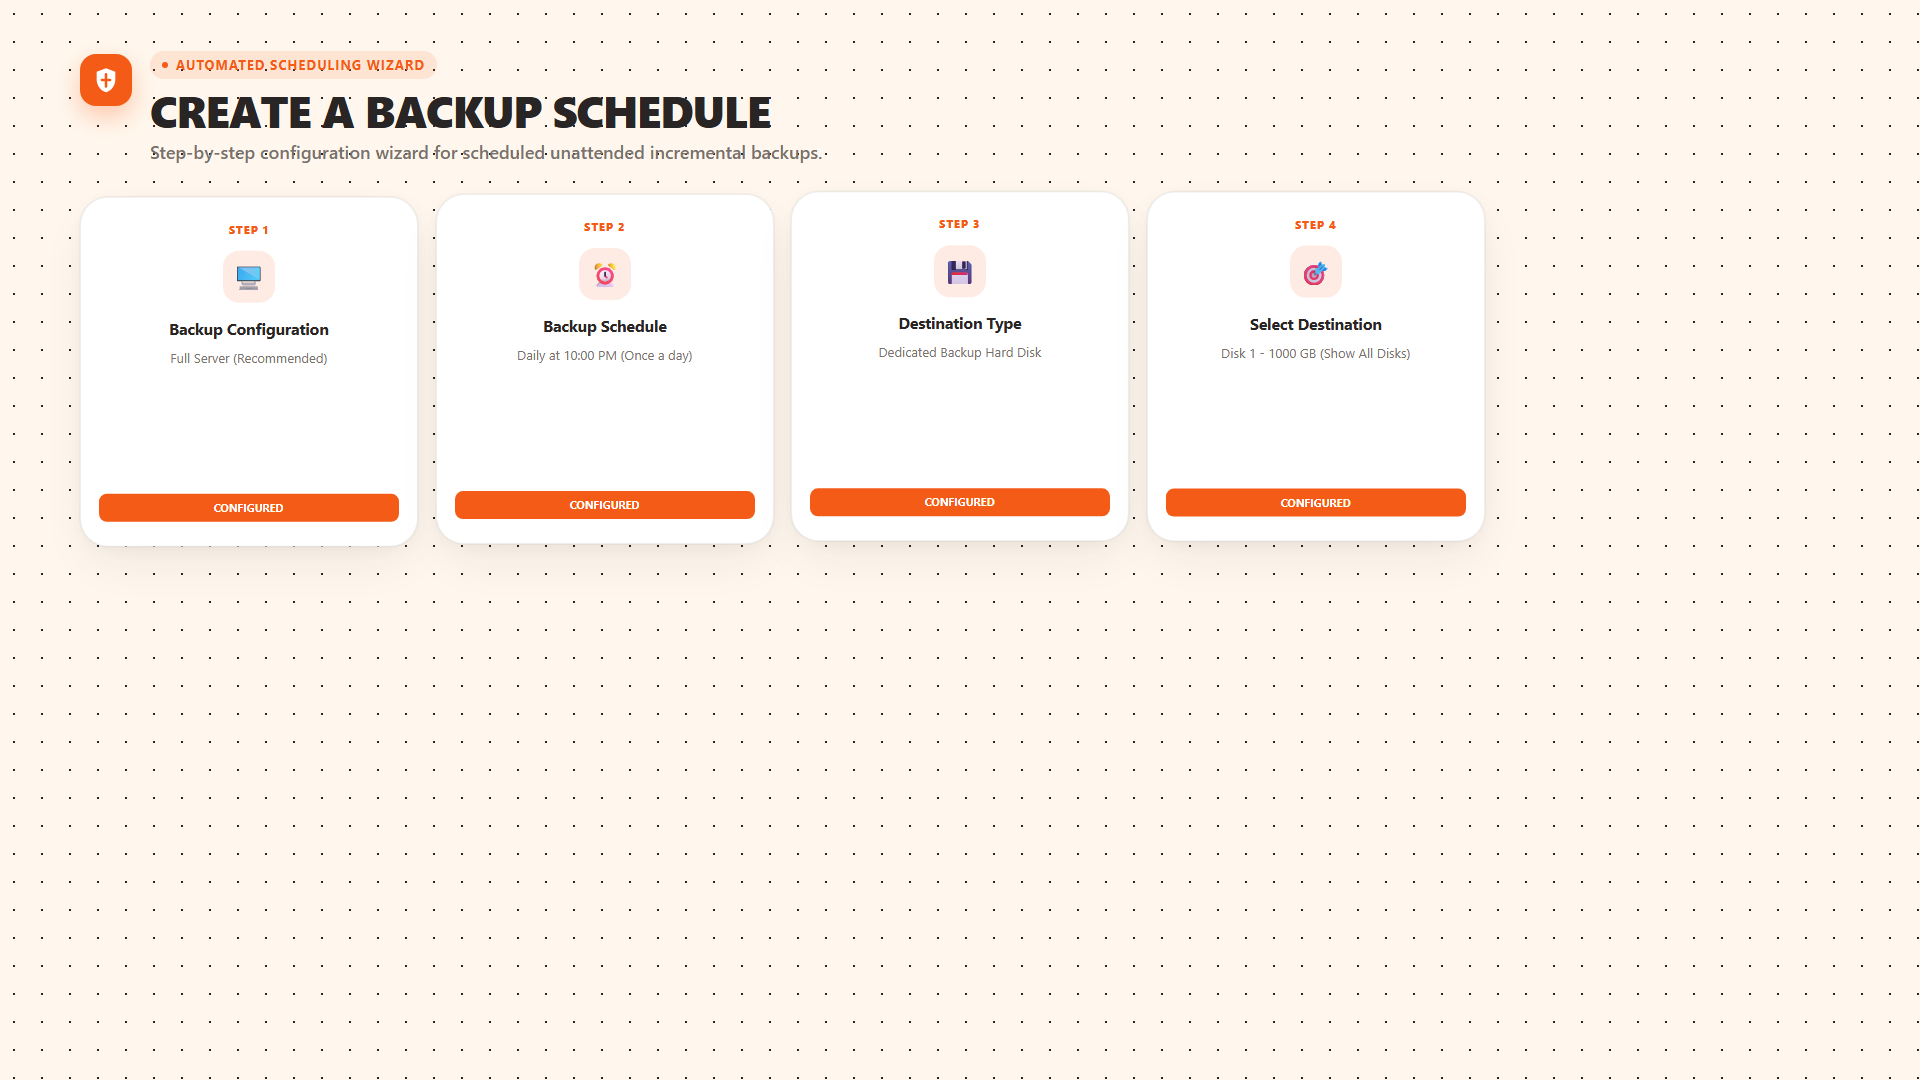 AUTOMATED SCHEDULING WIZARD
CREATE A BACKUP SCHEDULE
Step-by-step configuration wizard for scheduled unattended incremental backups.
STEP 1
Backup Configuration
Full Server (Recommended)
CONFIGURED
STEP 2
Backup Schedule
Daily at 10:00 PM (Once a day)
CONFIGURED
STEP 3
Destination Type
Dedicated Backup Hard Disk
CONFIGURED
STEP 4
Select Destination
Disk 1 - 1000 GB (Show All Disks)
CONFIGURED